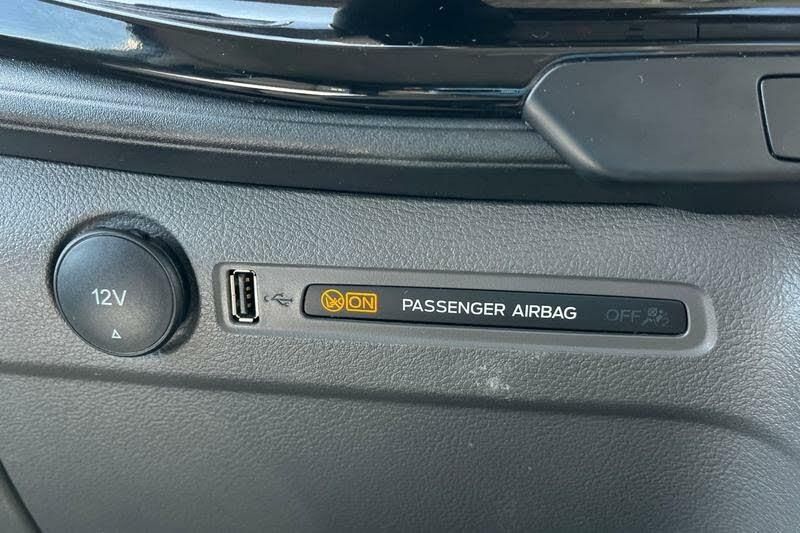 12V
ON PASSENGER AIRBAG OFF